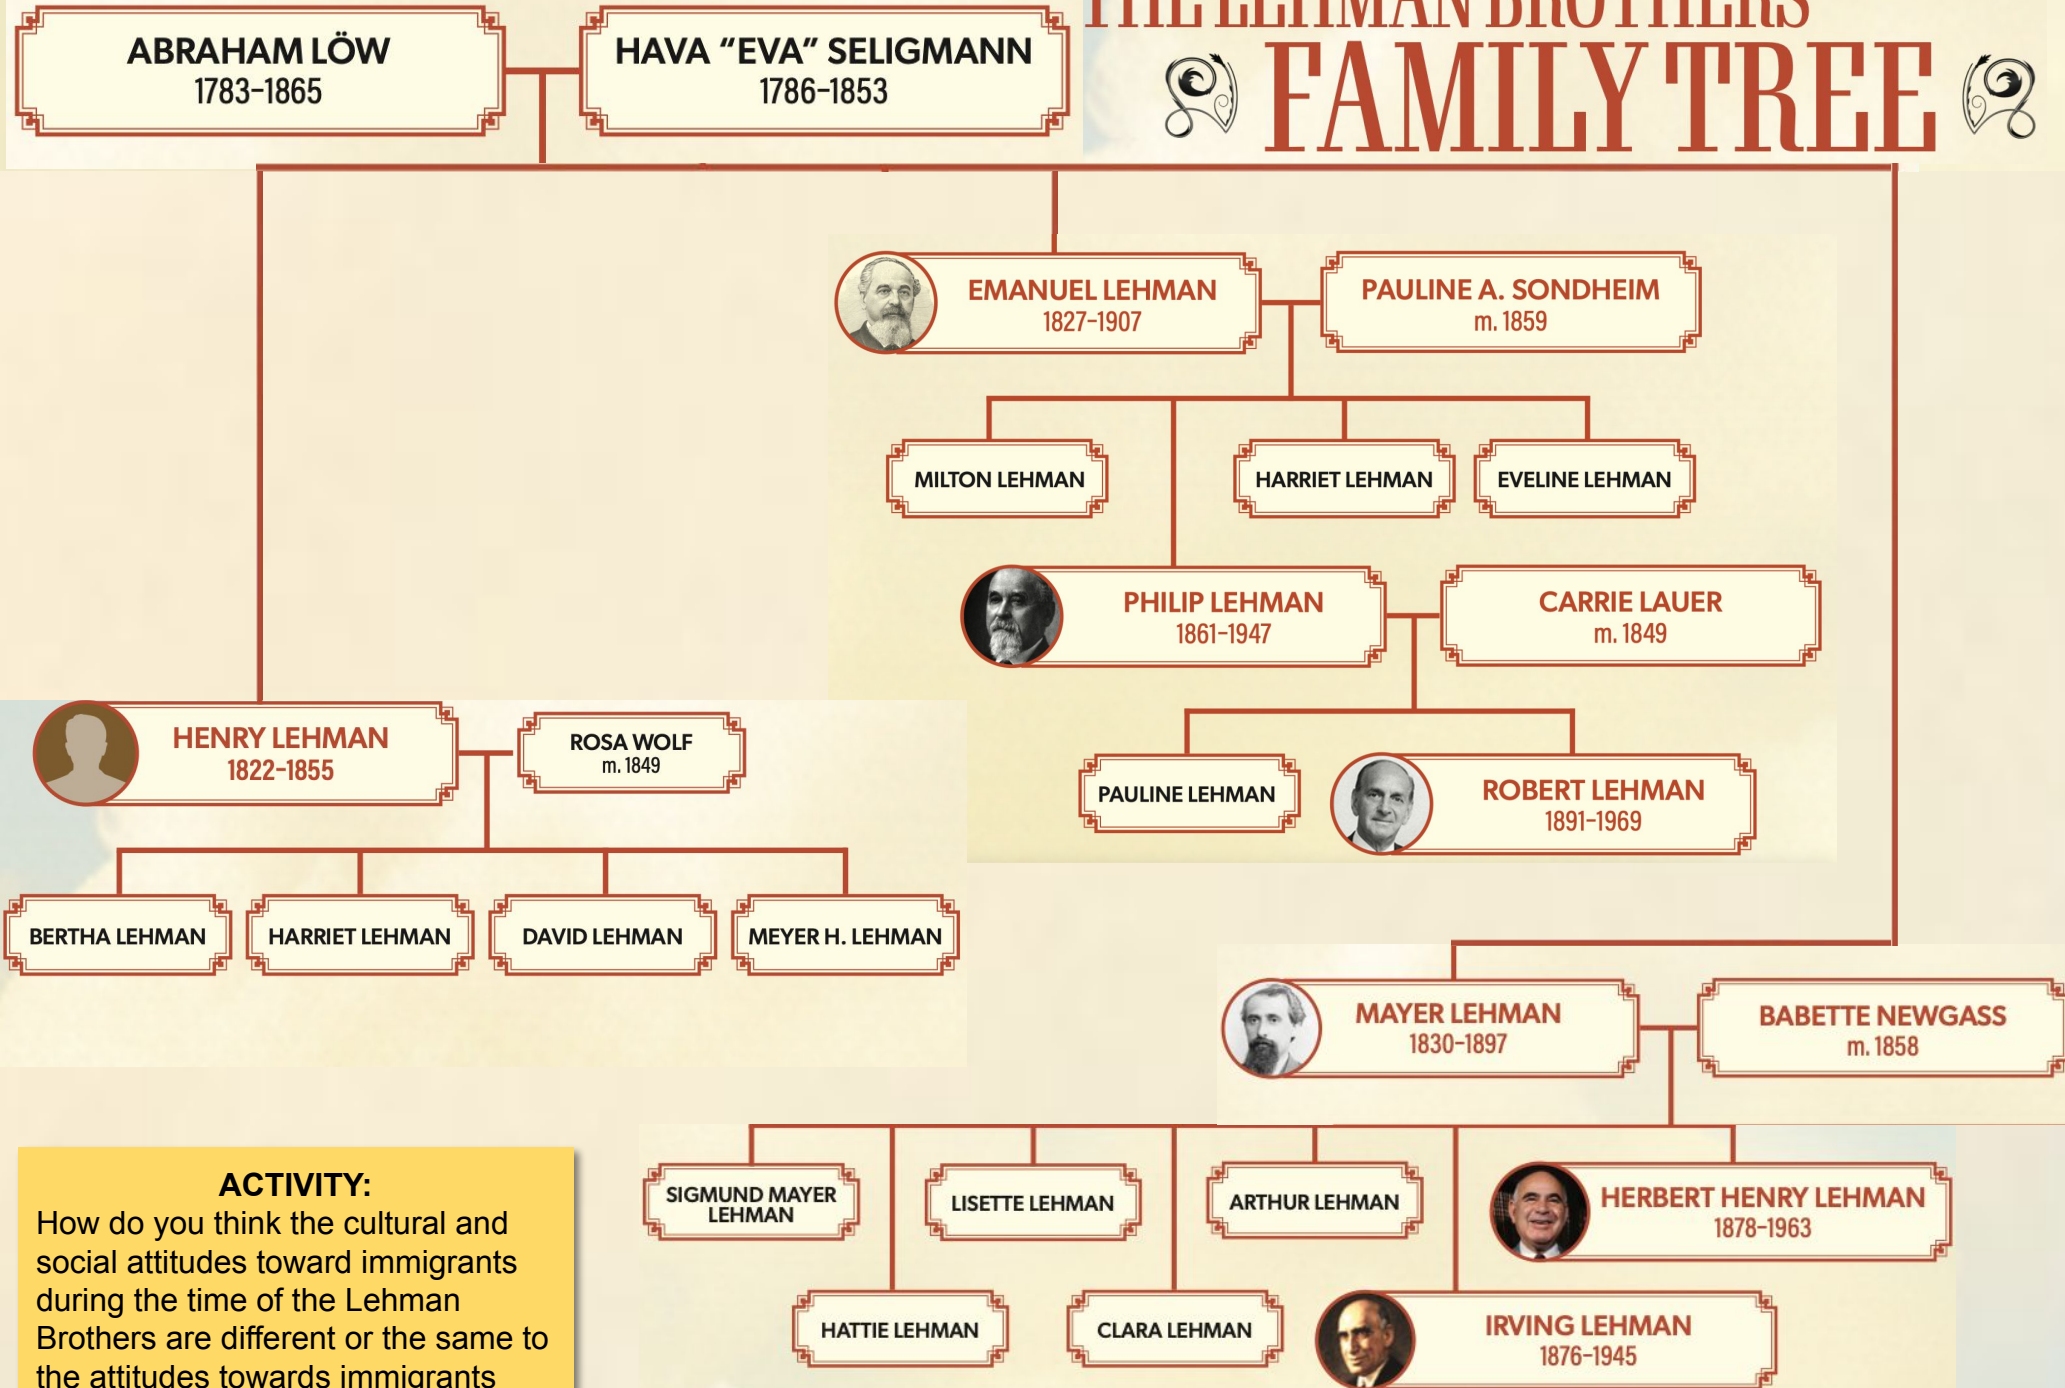 THE LEHMAN BROTHERS
FAMILY TREE
ABRAHAM LÖW
1783–1865
HAVA “EVA” SELIGMANN
1786–1853
EMANUEL LEHMAN
1827–1907
PAULINE A. SONDHEIM
m. 1859
MILTON LEHMAN
HARRIET LEHMAN
EVELINE LEHMAN
PHILIP LEHMAN
1861–1947
CARRIE LAUER
m. 1849
PAULINE LEHMAN
ROBERT LEHMAN
1891–1969
HENRY LEHMAN
1822–1855
ROSA WOLF
m. 1849
BERTHA LEHMAN
HARRIET LEHMAN
DAVID LEHMAN
MEYER H. LEHMAN
MAYER LEHMAN
1830–1897
BABETTE NEWGASS
m. 1858
SIGMUND MAYER
LEHMAN
LISETTE LEHMAN
ARTHUR LEHMAN
HERBERT HENRY LEHMAN
1878–1963
HATTIE LEHMAN
CLARA LEHMAN
IRVING LEHMAN
1876–1945
ACTIVITY:
How do you think the cultural and
social attitudes toward immigrants
during the time of the Lehman
Brothers are different or the same to
the attitudes towards immigrants